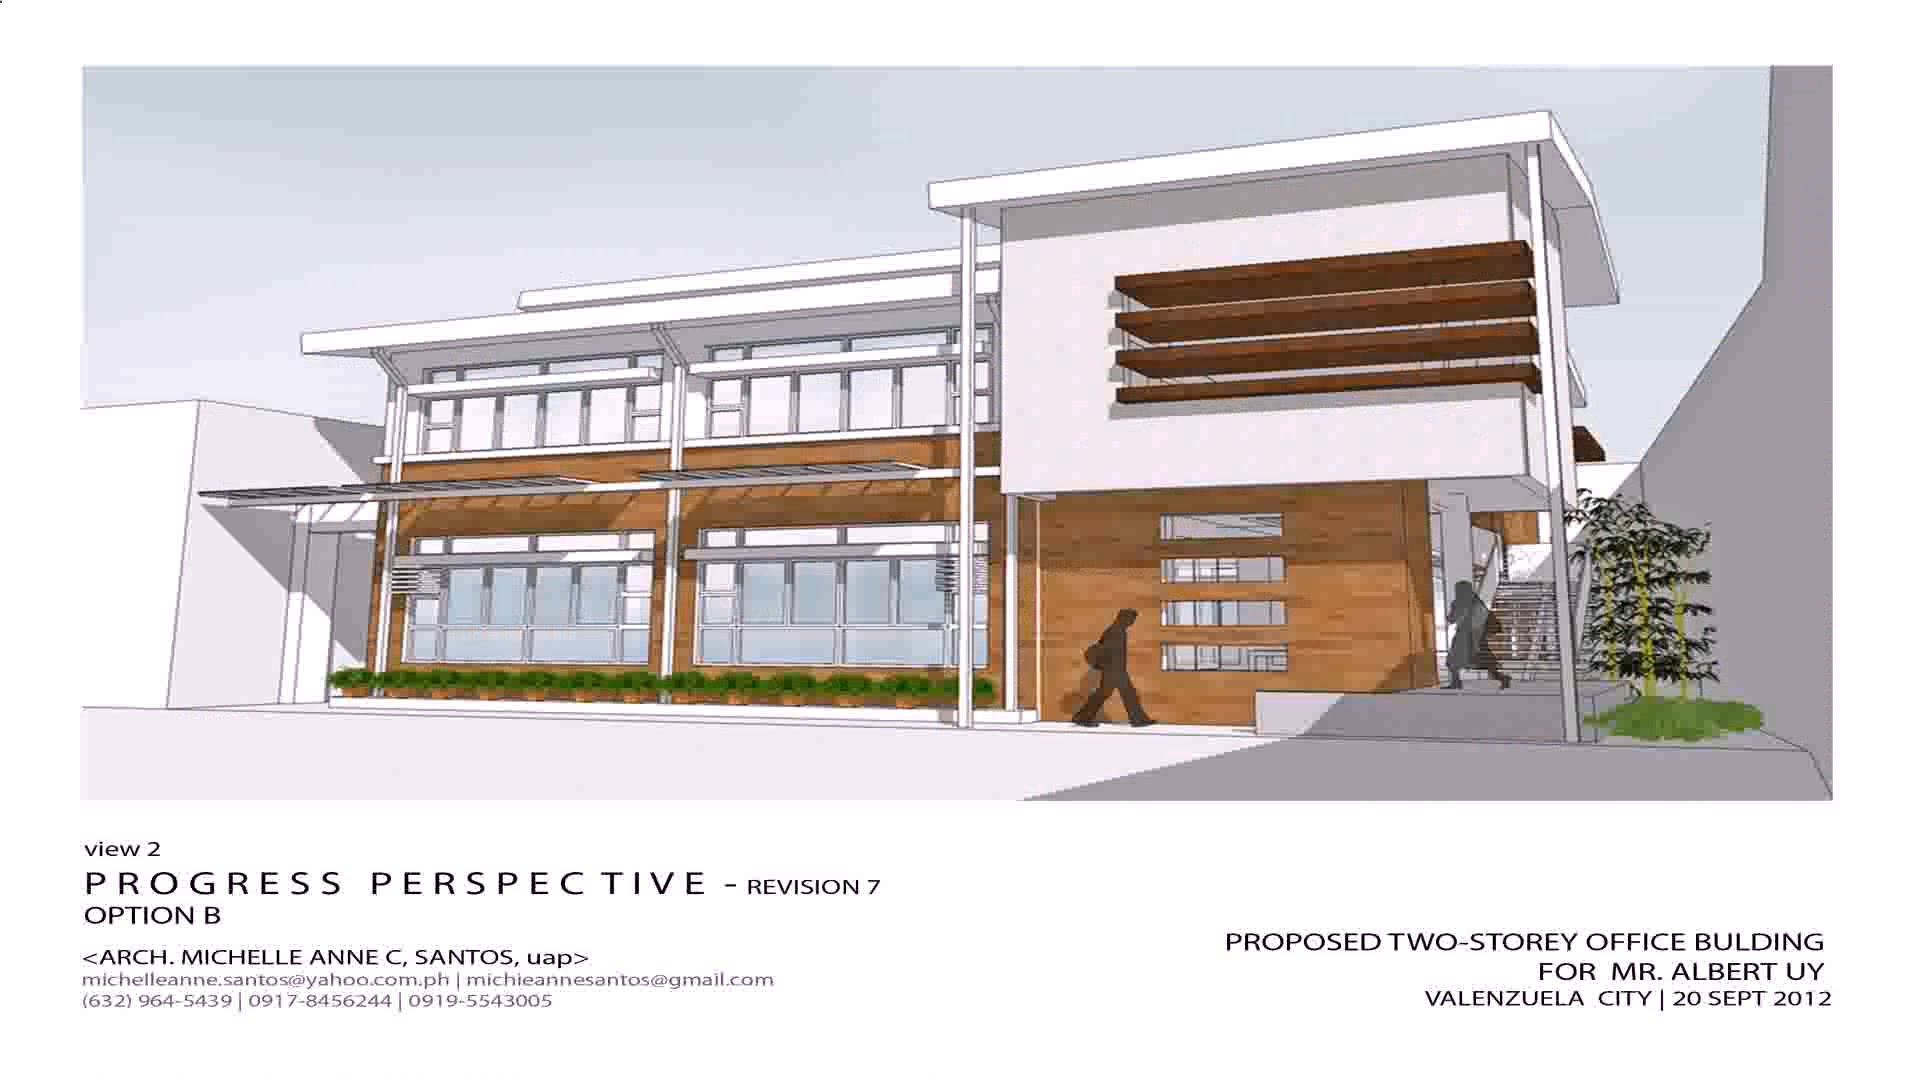 view 2
PROGRESS PERSPECTIVE - REVISION 7
OPTION B
<ARCH. MICHELLE ANNE C, SANTOS, uap>
michelleanne.santos@yahoo.com.ph | michieannesantos@gmail.com
(632) 964-5439 | 0917-8456244 | 0919-5543005
PROPOSED TWO-STOREY OFFICE BULDING
FOR MR. ALBERT UY
VALENZUELA CITY | 20 SEPT 2012